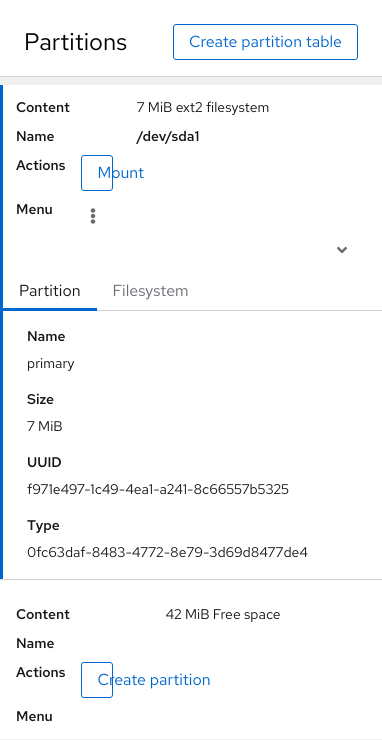 Partitions
Create partition table
Content 7 MiB ext2 filesystem
Name /dev/sda1
Actions Mount
Menu
Partition Filesystem
Name
primary
Size
7 MiB
UUID
f971e497-1c49-4ea1-a241-8c66557b5325
Type
0fc63daf-8483-4772-8e79-3d69d8477de4
Content 42 MiB Free space
Name
Actions Create partition
Menu